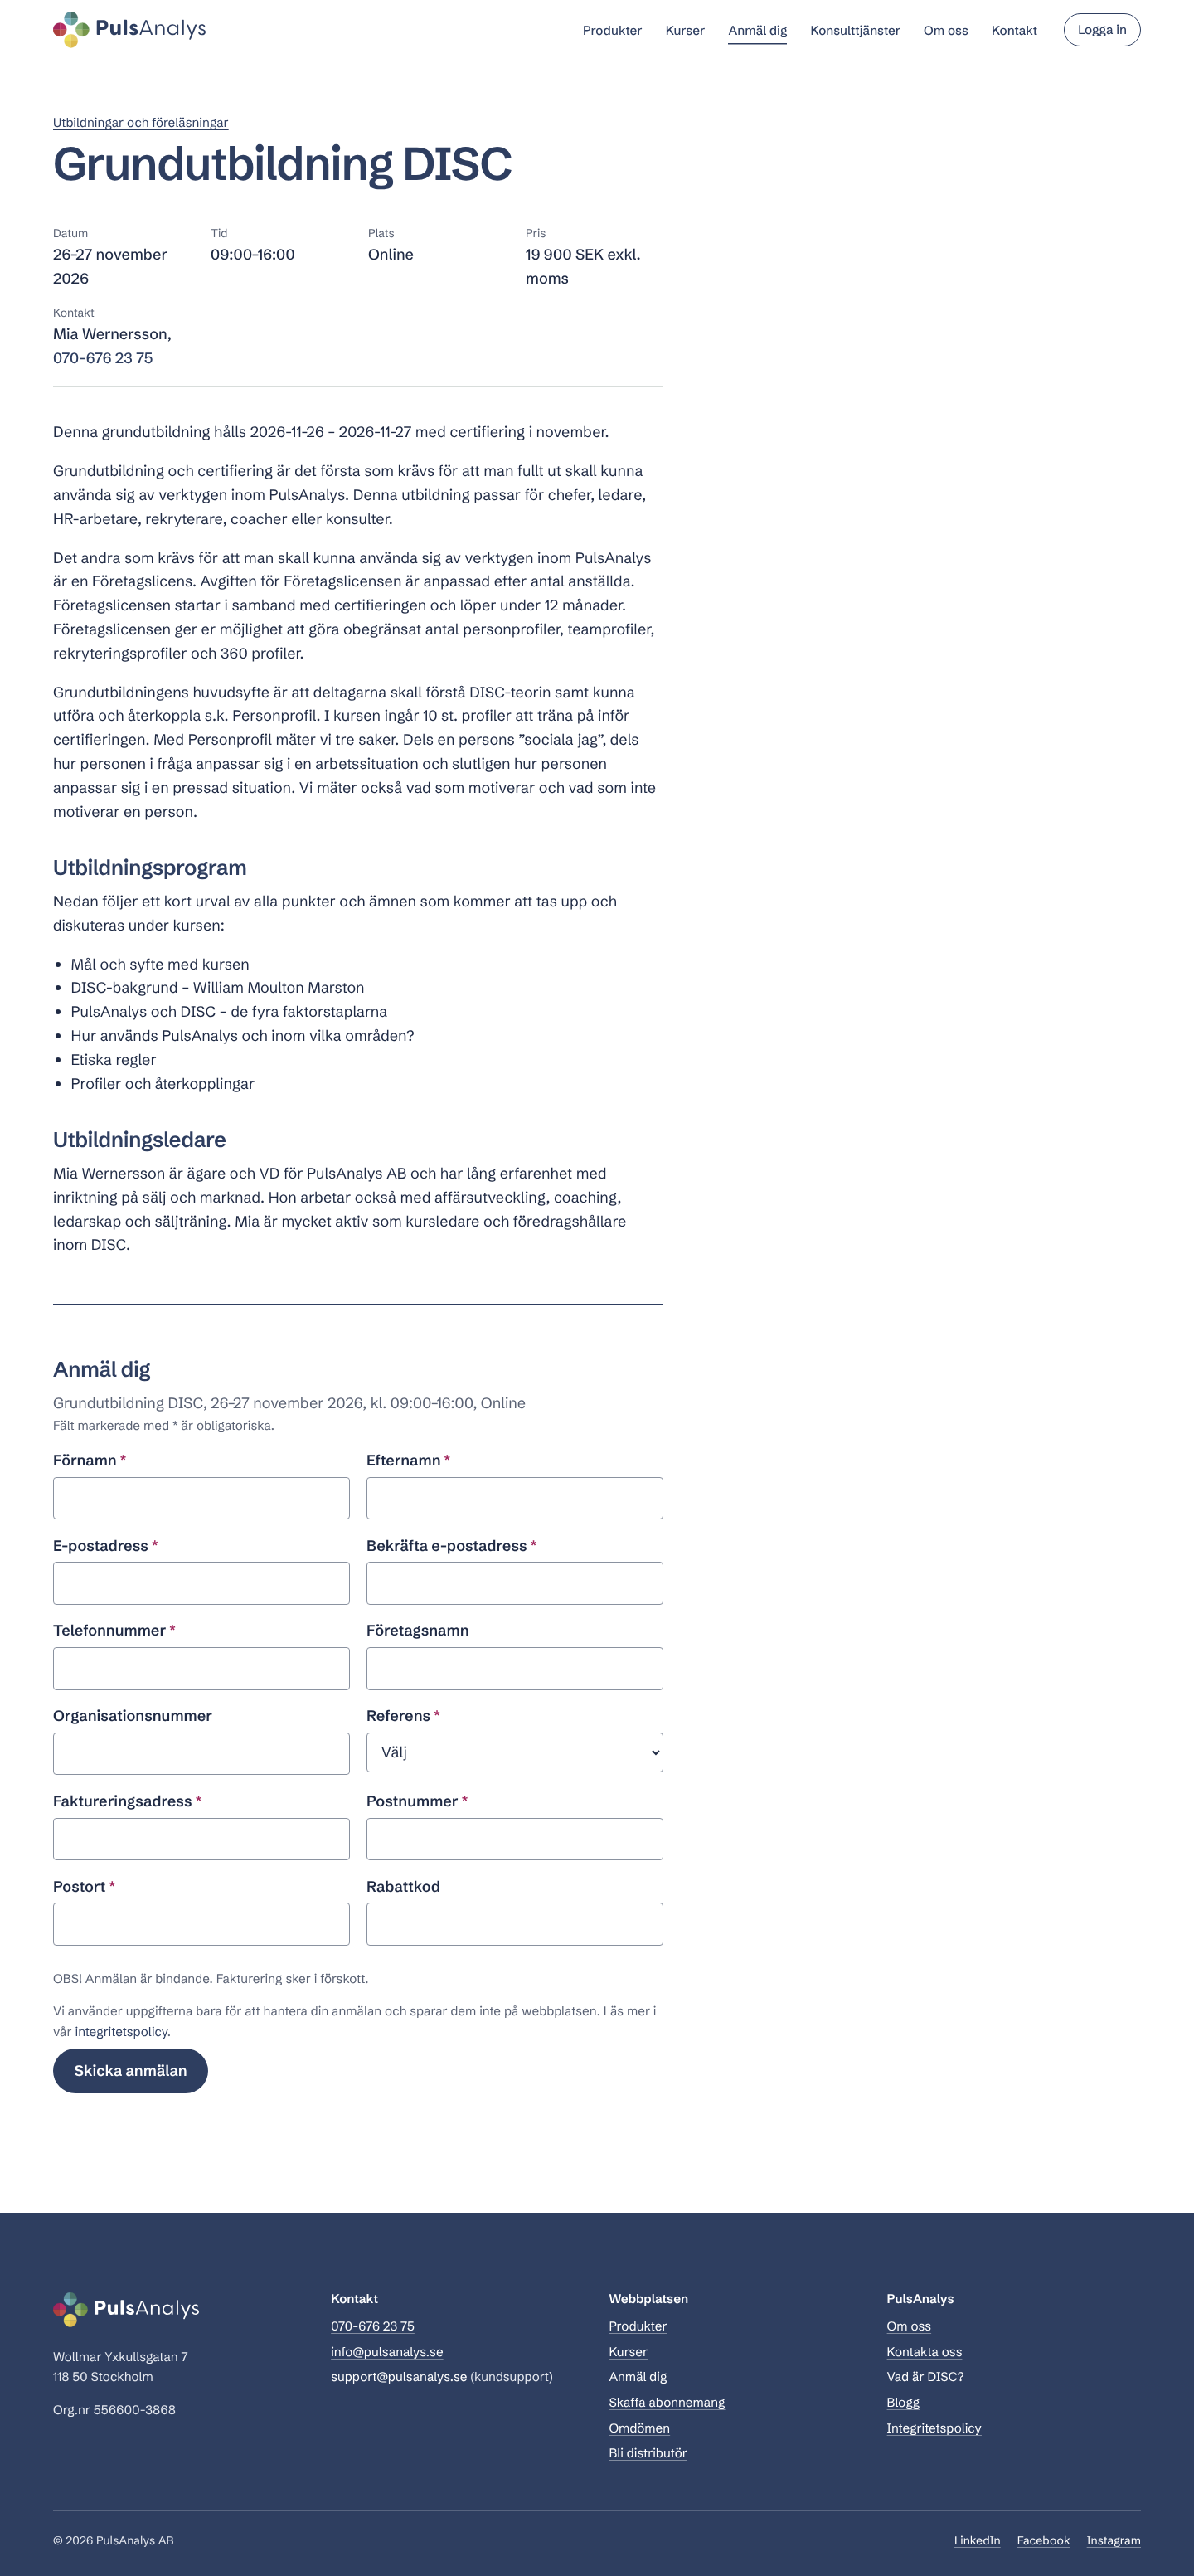 PulsAnalys
Produkter Kurser Anmäl dig Konsulttjänster Om oss Kontakt Logga in
Utbildningar och föreläsningar
Grundutbildning DISC
Datum Tid Plats Pris
26–27 november 09:00–16:00 Online 19 900 SEK exkl.
2026 moms
Kontakt
Mia Wernersson,
070-676 23 75
Denna grundutbildning hålls 2026-11-26 – 2026-11-27 med certifiering i november.
Grundutbildning och certifiering är det första som krävs för att man fullt ut skall kunna
använda sig av verktygen inom PulsAnalys. Denna utbildning passar för chefer, ledare,
HR-arbetare, rekryterare, coacher eller konsulter.
Det andra som krävs för att man skall kunna använda sig av verktygen inom PulsAnalys
är en Företagslicens. Avgiften för Företagslicensen är anpassad efter antal anställda.
Företagslicensen startar i samband med certifieringen och löper under 12 månader.
Företagslicensen ger er möjlighet att göra obegränsat antal personprofiler, teamprofiler,
rekryteringsprofiler och 360 profiler.
Grundutbildningens huvudsyfte är att deltagarna skall förstå DISC-teorin samt kunna
utföra och återkoppla s.k. Personprofil. I kursen ingår 10 st. profiler att träna på inför
certifieringen. Med Personprofil mäter vi tre saker. Dels en persons ”sociala jag”, dels
hur personen i fråga anpassar sig i en arbetssituation och slutligen hur personen
anpassar sig i en pressad situation. Vi mäter också vad som motiverar och vad som inte
motiverar en person.
Utbildningsprogram
Nedan följer ett kort urval av alla punkter och ämnen som kommer att tas upp och
diskuteras under kursen:
• Mål och syfte med kursen
• DISC-bakgrund – William Moulton Marston
• PulsAnalys och DISC – de fyra faktorstaplarna
• Hur används PulsAnalys och inom vilka områden?
• Etiska regler
• Profiler och återkopplingar
Utbildningsledare
Mia Wernersson är ägare och VD för PulsAnalys AB och har lång erfarenhet med
inriktning på sälj och marknad. Hon arbetar också med affärsutveckling, coaching,
ledarskap och säljträning. Mia är mycket aktiv som kursledare och föredragshållare
inom DISC.
Anmäl dig
Grundutbildning DISC, 26–27 november 2026, kl. 09:00–16:00, Online
Fält markerade med * är obligatoriska.
Förnamn * Efternamn *
E-postadress * Bekräfta e-postadress *
Telefonnummer * Företagsnamn
Organisationsnummer Referens *
Välj
Faktureringsadress * Postnummer *
Postort * Rabattkod
OBS! Anmälan är bindande. Fakturering sker i förskott.
Vi använder uppgifterna bara för att hantera din anmälan och sparar dem inte på webbplatsen. Läs mer i
vår integritetspolicy.
Skicka anmälan
PulsAnalys
Wollmar Yxkullsgatan 7
118 50 Stockholm
Org.nr 556600-3868
Kontakt
070-676 23 75
info@pulsanalys.se
support@pulsanalys.se (kundsupport)
Webbplatsen
Produkter
Kurser
Anmäl dig
Skaffa abonnemang
Omdömen
Bli distributör
PulsAnalys
Om oss
Kontakta oss
Vad är DISC?
Blogg
Integritetspolicy
© 2026 PulsAnalys AB LinkedIn Facebook Instagram